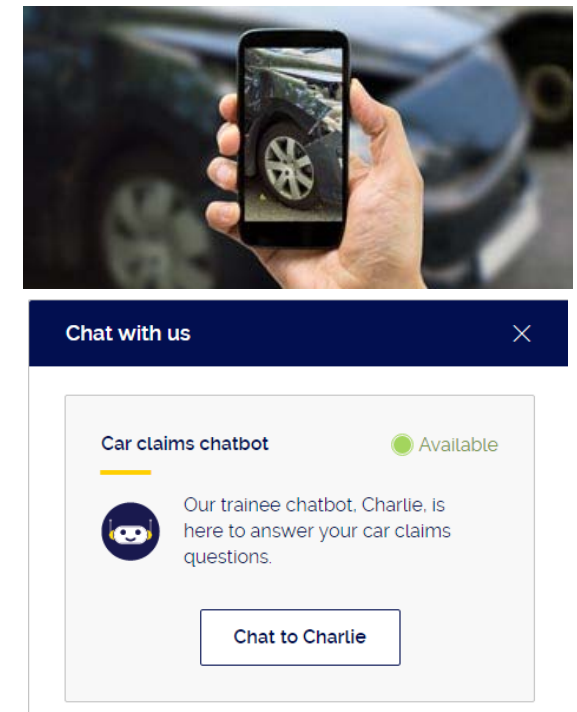 Chat with us
Car claims chatbot
Available
Our trainee chatbot, Charlie, is
here to answer your car claims
questions.
Chat to Charlie